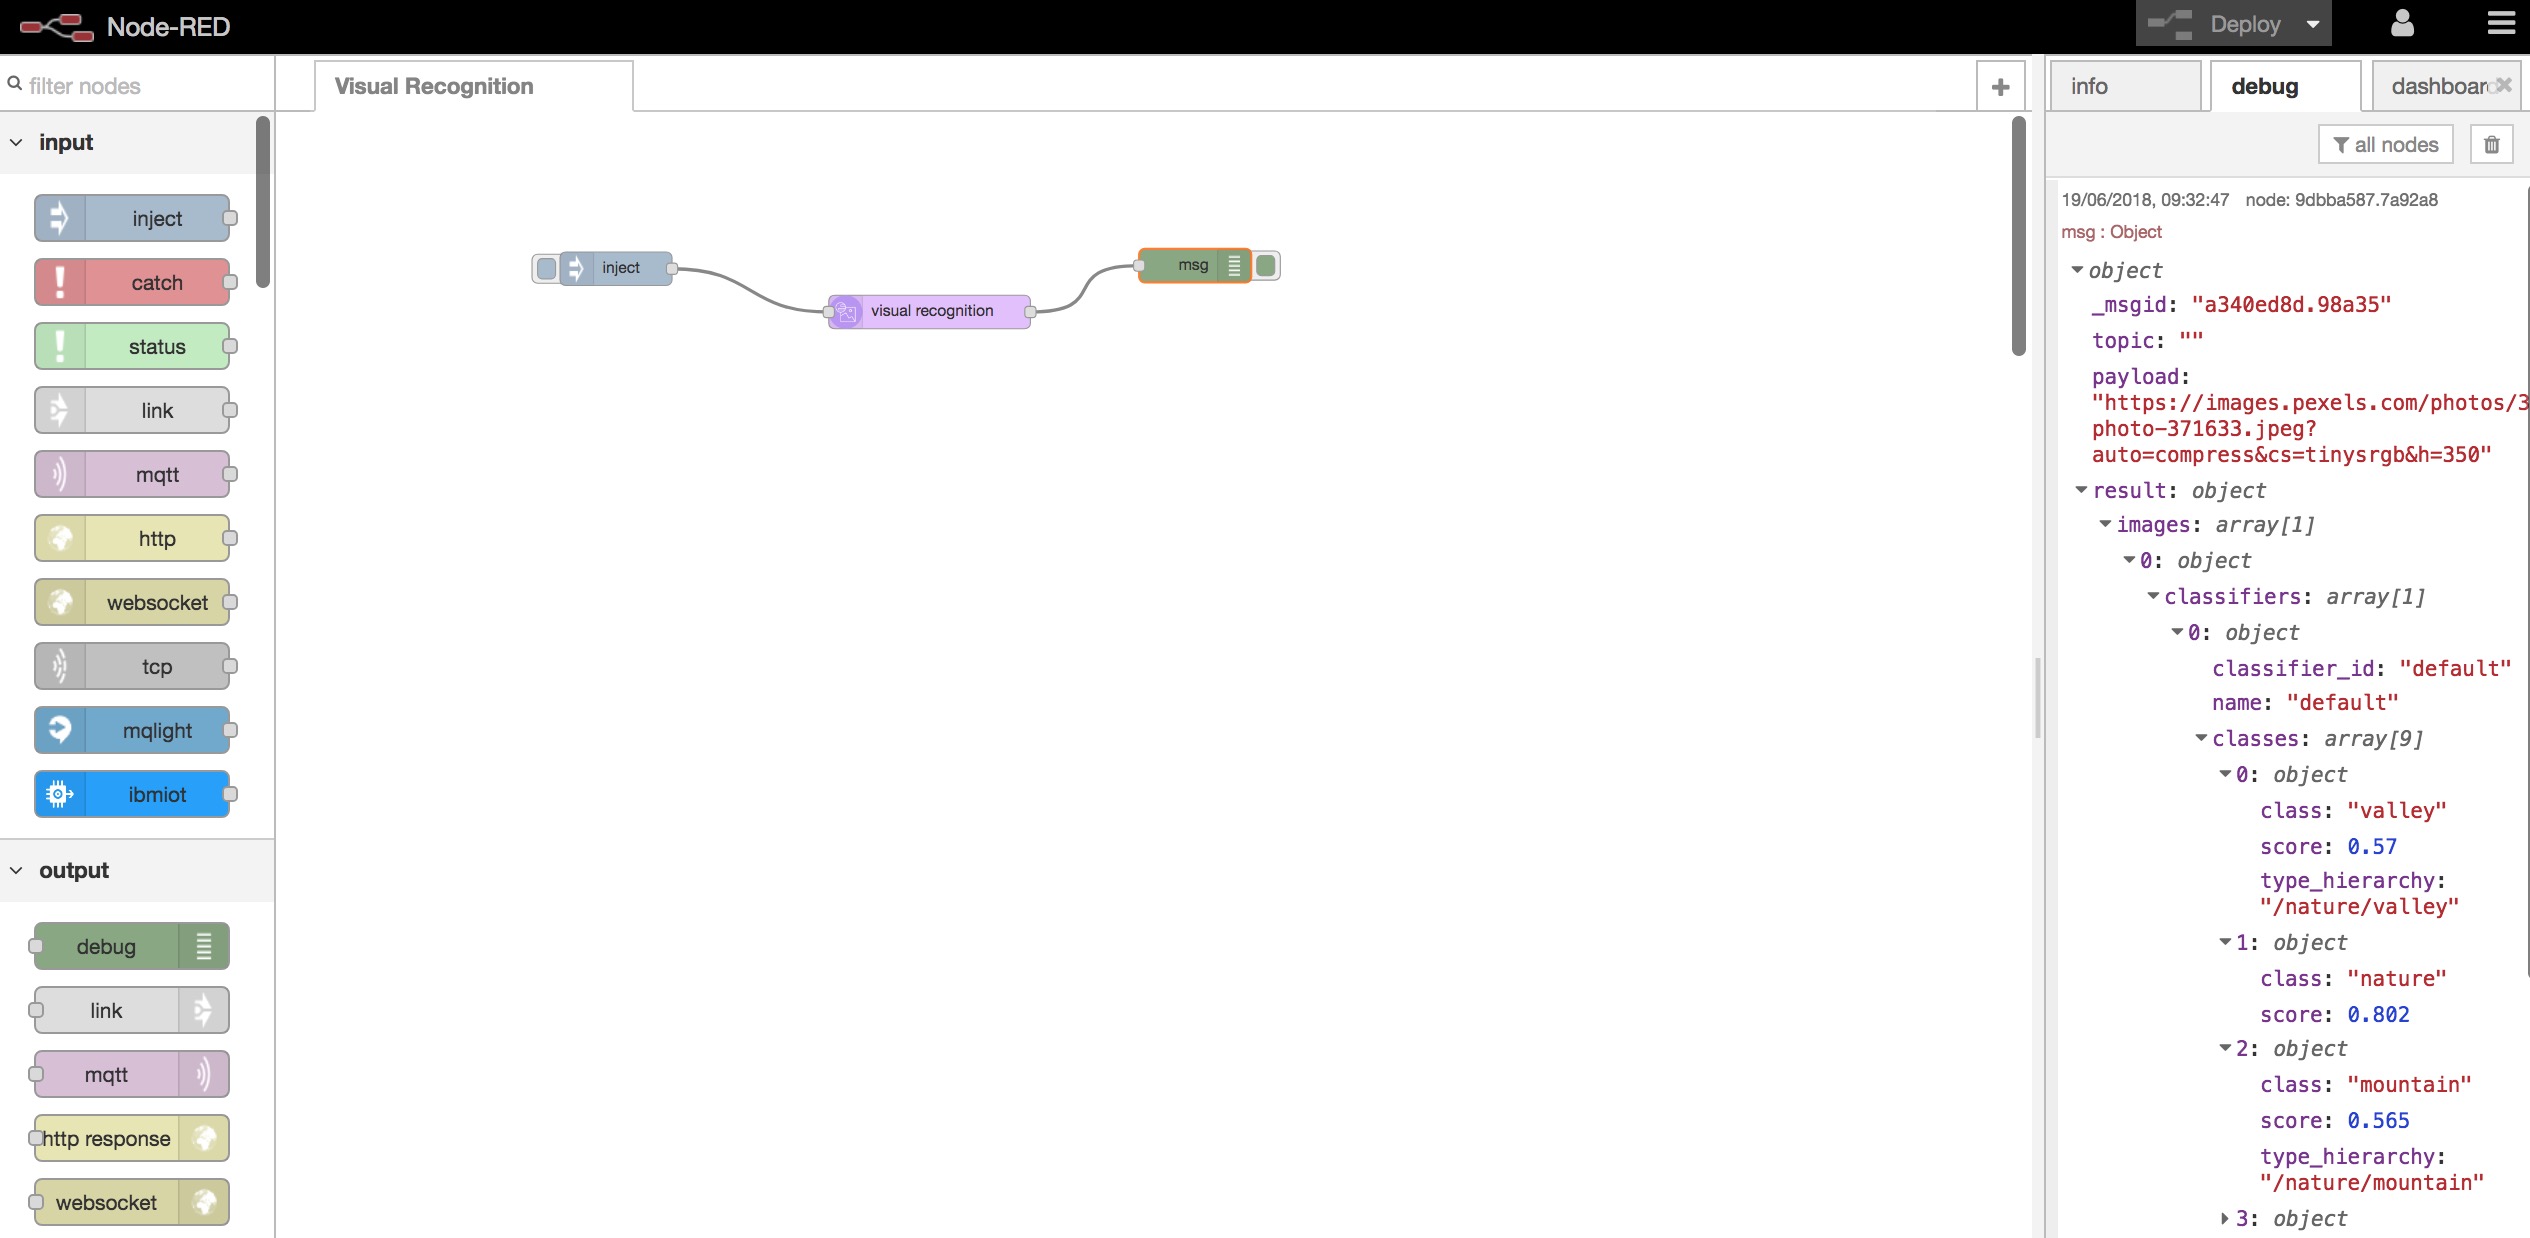 Node-RED
Deploy
filter nodes
Visual Recognition
info
debug
dashboar
input
all nodes
inject
catch
status
link
mqtt
http
websocket
tcp
mqlight
ibmiot
output
debug
link
mqtt
http response
websocket
inject
visual recognition
msg
19/06/2018, 09:32:47 node: 9dbba587.7a92a8
msg : Object
object
_msgid: "a340ed8d.98a35"
topic: ""
payload:
"https://images.pexels.com/photos/3
photo-371633.jpeg?
auto=compress&cs=tinysrgb&h=350"
result: object
images: array[1]
0: object
classifiers: array[1]
0: object
classifier_id: "default"
name: "default"
classes: array[9]
0: object
class: "valley"
score: 0.57
type_hierarchy:
"/nature/valley"
1: object
class: "nature"
score: 0.802
2: object
class: "mountain"
score: 0.565
type_hierarchy:
"/nature/mountain"
3: object